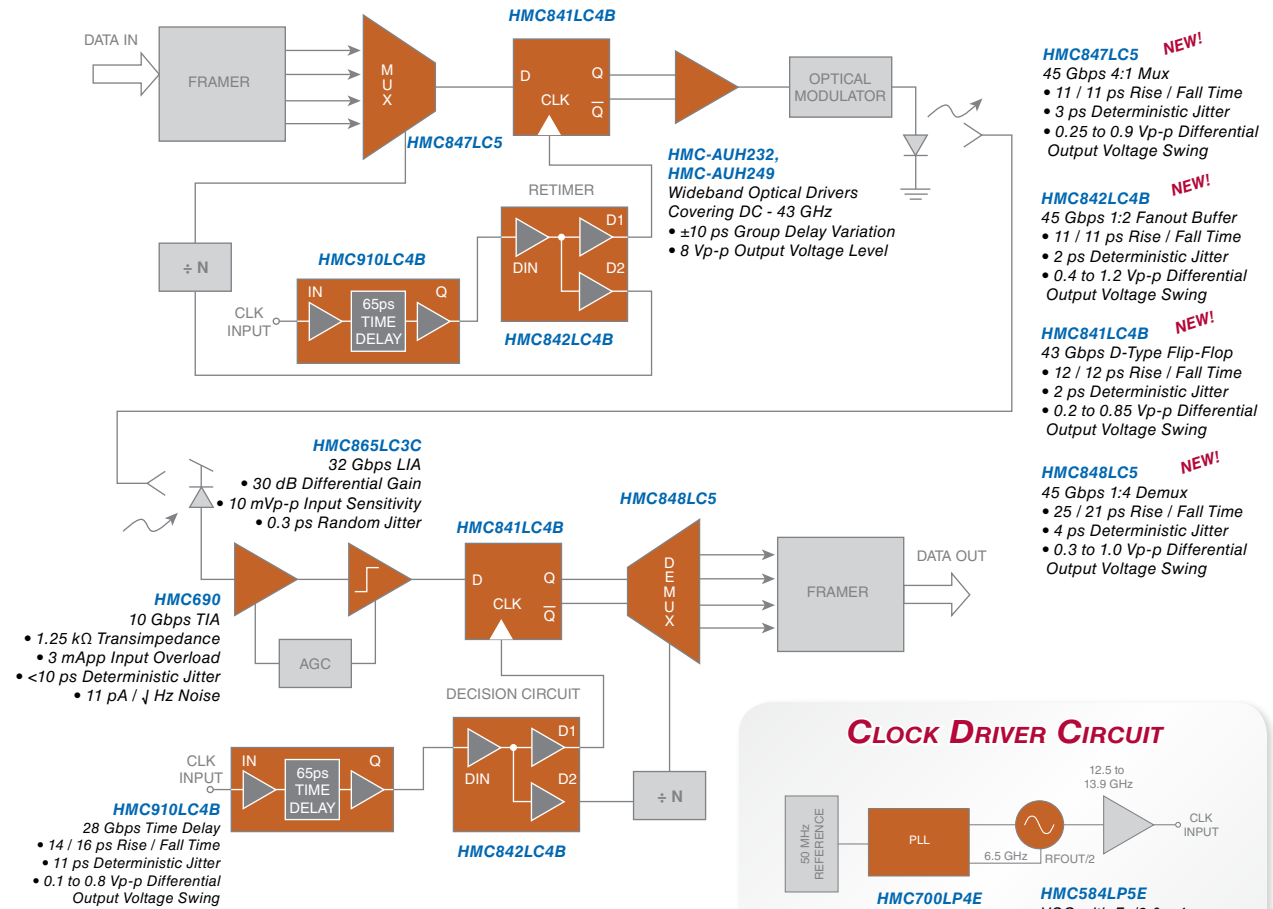 HMC841LC4B
DATA IN
FRAMER
MUX
D
Q
CLK
Q
OPTICAL
MODULATOR
HMC847LC5
HMC-AUH232,
HMC-AUH249
Wideband Optical Drivers
Covering DC - 43 GHz
• ±10 ps Group Delay Variation
• 8 Vp-p Output Voltage Level
RETIMER
D1
DIN
D2
HMC842LC4B
÷ N
HMC910LC4B
IN
Q
65ps
TIME
DELAY
CLK
INPUT
HMC847LC5 NEW!
45 Gbps 4:1 Mux
• 11 / 11 ps Rise / Fall Time
• 3 ps Deterministic Jitter
• 0.25 to 0.9 Vp-p Differential
Output Voltage Swing
HMC842LC4B NEW!
45 Gbps 1:2 Fanout Buffer
• 11 / 11 ps Rise / Fall Time
• 2 ps Deterministic Jitter
• 0.4 to 1.2 Vp-p Differential
Output Voltage Swing
HMC841LC4B NEW!
43 Gbps D-Type Flip-Flop
• 12 / 12 ps Rise / Fall Time
• 2 ps Deterministic Jitter
• 0.2 to 0.85 Vp-p Differential
Output Voltage Swing
HMC848LC5 NEW!
45 Gbps 1:4 Demux
• 25 / 21 ps Rise / Fall Time
• 4 ps Deterministic Jitter
• 0.3 to 1.0 Vp-p Differential
Output Voltage Swing
HMC865LC3C
32 Gbps LIA
• 30 dB Differential Gain
• 10 mVp-p Input Sensitivity
• 0.3 ps Random Jitter
HMC690
10 Gbps TIA
• 1.25 kΩ Transimpedance
• 3 mApp Input Overload
• <10 ps Deterministic Jitter
• 11 pA / √ Hz Noise
AGC
HMC841LC4B
D
Q
CLK
Q
HMC848LC5
DEMUX
FRAMER
DATA OUT
DECISION CIRCUIT
D1
DIN
D2
HMC842LC4B
÷ N
CLK
INPUT
IN
Q
65ps
TIME
DELAY
HMC910LC4B
28 Gbps Time Delay
• 14 / 16 ps Rise / Fall Time
• 11 ps Deterministic Jitter
• 0.1 to 0.8 Vp-p Differential
Output Voltage Swing
CLOCK DRIVER CIRCUIT
50 MHz
REFERENCE
PLL
6.5 GHz
RFOUT/2
12.5 to
13.9 GHz
CLK
INPUT
HMC700LP4E
HMC584LP5E